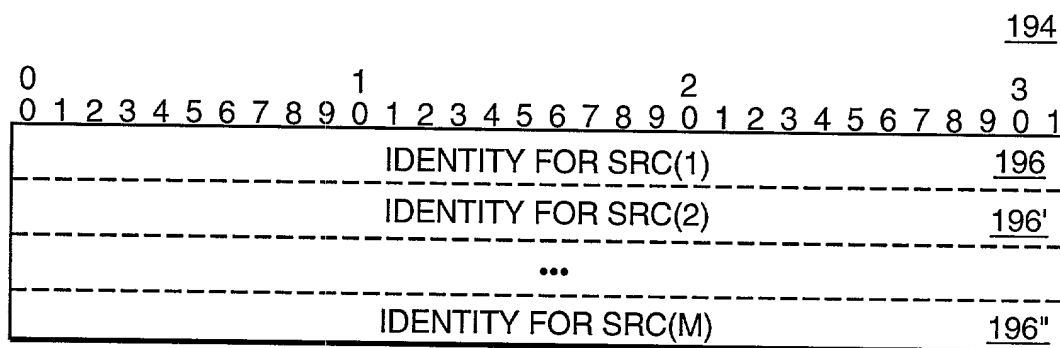 194
0 1 2 3
0 1 2 3 4 5 6 7 8 9 0 1 2 3 4 5 6 7 8 9 0 1 2 3 4 5 6 7 8 9 0 1
IDENTITY FOR SRC(1) 196
IDENTITY FOR SRC(2) 196'
•••
IDENTITY FOR SRC(M) 196"